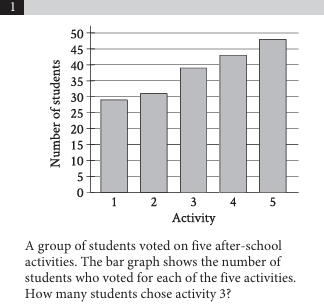 1
50
45
40
35
30
25
20
15
10
5
0
Number of students
1 2 3 4 5
Activity
A group of students voted on five after-school
activities. The bar graph shows the number of
students who voted for each of the five activities.
How many students chose activity 3?